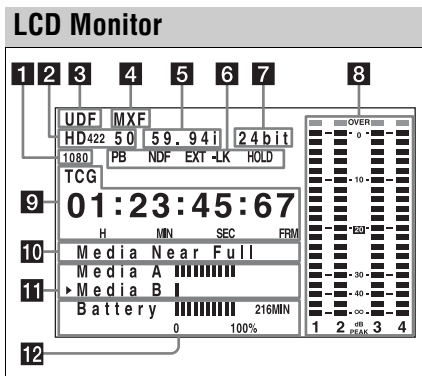 LCD Monitor
1 2 3 4 5 6 7 8
UDF MXF
HD422 50 59.94i 24bit
1080 PB NDF EXT-LK HOLD
TCG
9 01:23:45:67
H MIN SEC FRM
10 Media Near Full
Media A
11 ▸Media B
Battery 216MIN
0 100%
12
OVER
0
-10-
20
-30-
-40-
-∞-
1 2 dB PEAK 3 4